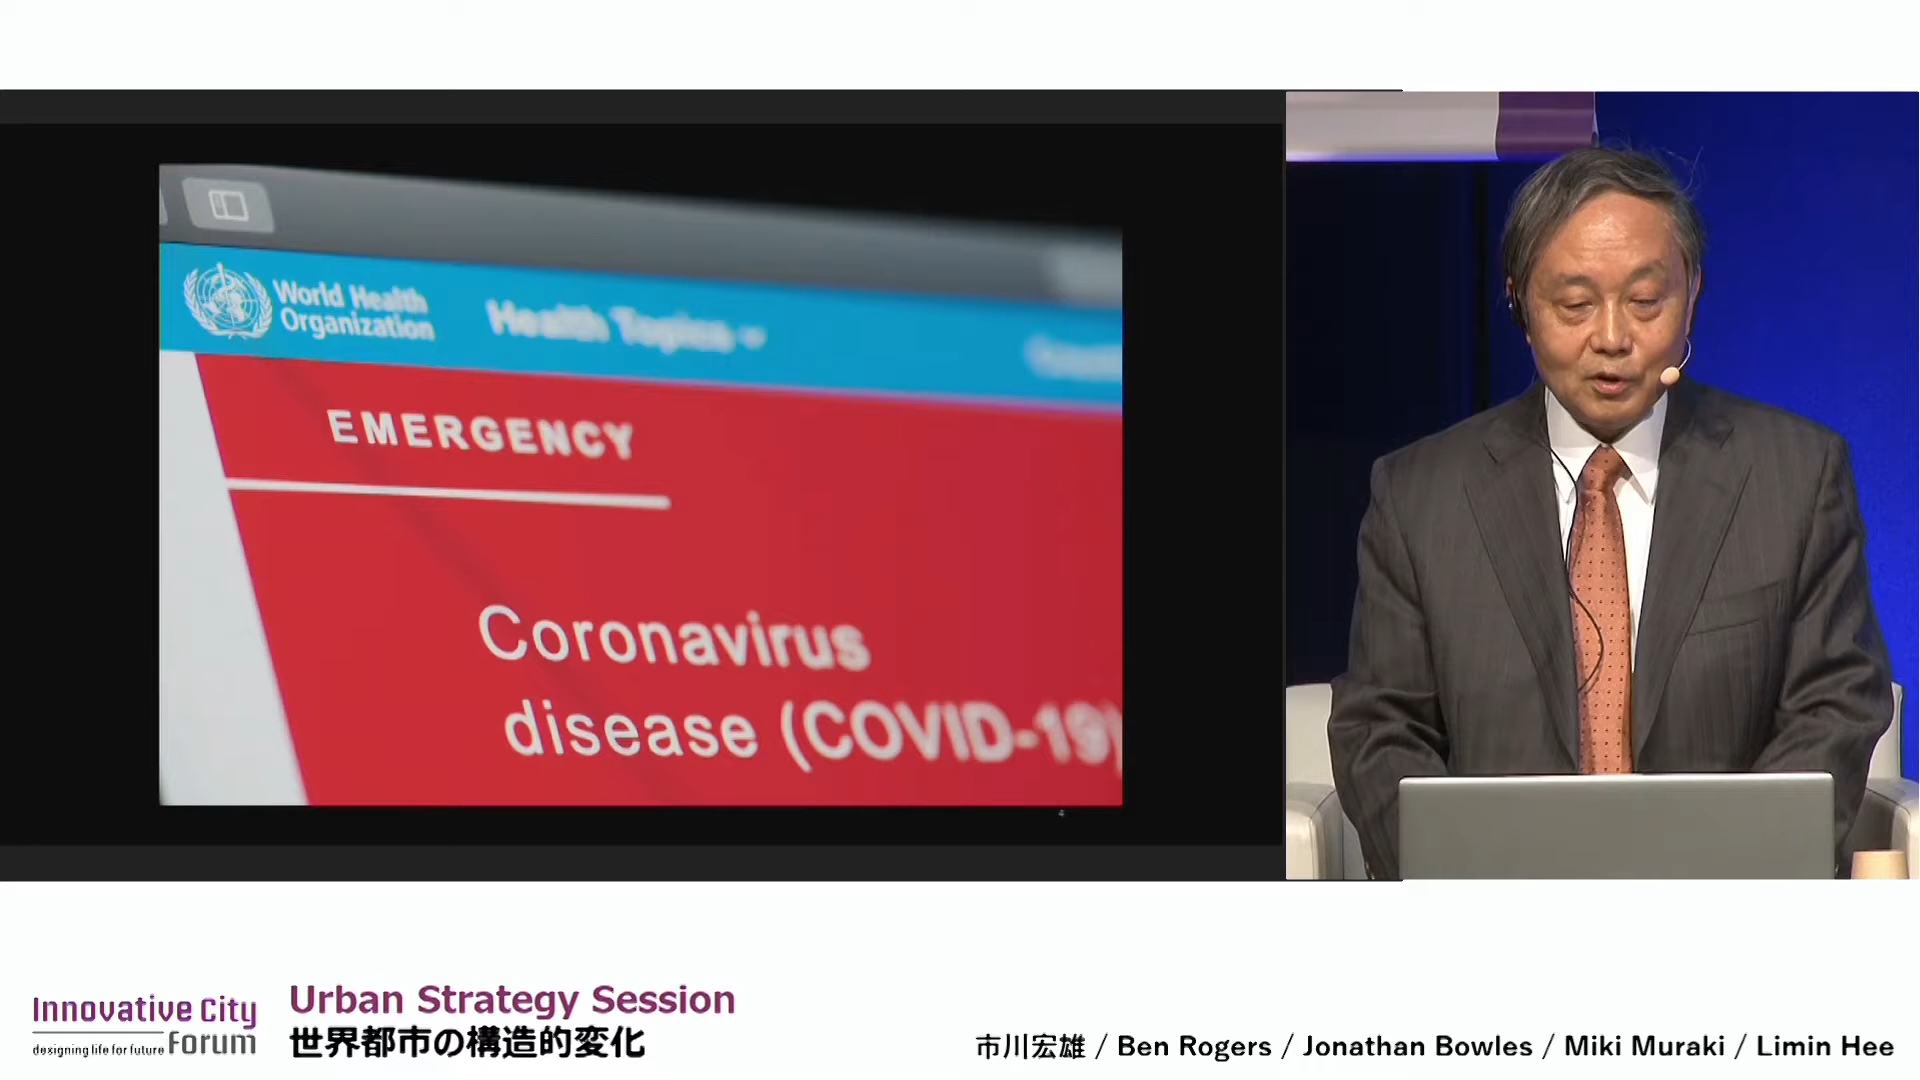 World Health
Organization
Health Topics
EMERGENCY
Coronavirus
disease (COVID-19)
4
Innovative City
Forum
designing life for future
Urban Strategy Session
世界都市の構造的変化
市川宏雄 / Ben Rogers / Jonathan Bowles / Miki Muraki / Limin Hee